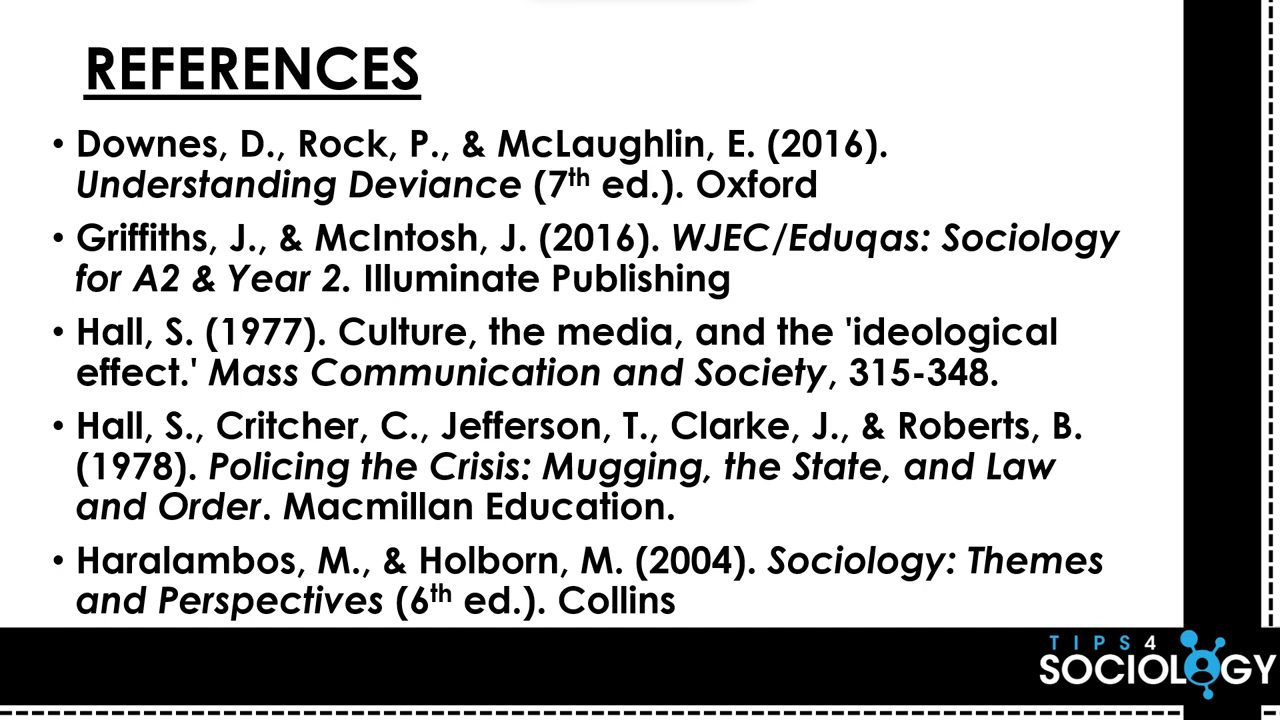 REFERENCES
• Downes, D., Rock, P., & McLaughlin, E. (2016).
Understanding Deviance (7th ed.). Oxford
• Griffiths, J., & McIntosh, J. (2016). WJEC/Eduqas: Sociology
for A2 & Year 2. Illuminate Publishing
• Hall, S. (1977). Culture, the media, and the 'ideological
effect.' Mass Communication and Society, 315-348.
• Hall, S., Critcher, C., Jefferson, T., Clarke, J., & Roberts, B.
(1978). Policing the Crisis: Mugging, the State, and Law
and Order. Macmillan Education.
• Haralambos, M., & Holborn, M. (2004). Sociology: Themes
and Perspectives (6th ed.). Collins
TIPS4
SOCIOLOGY